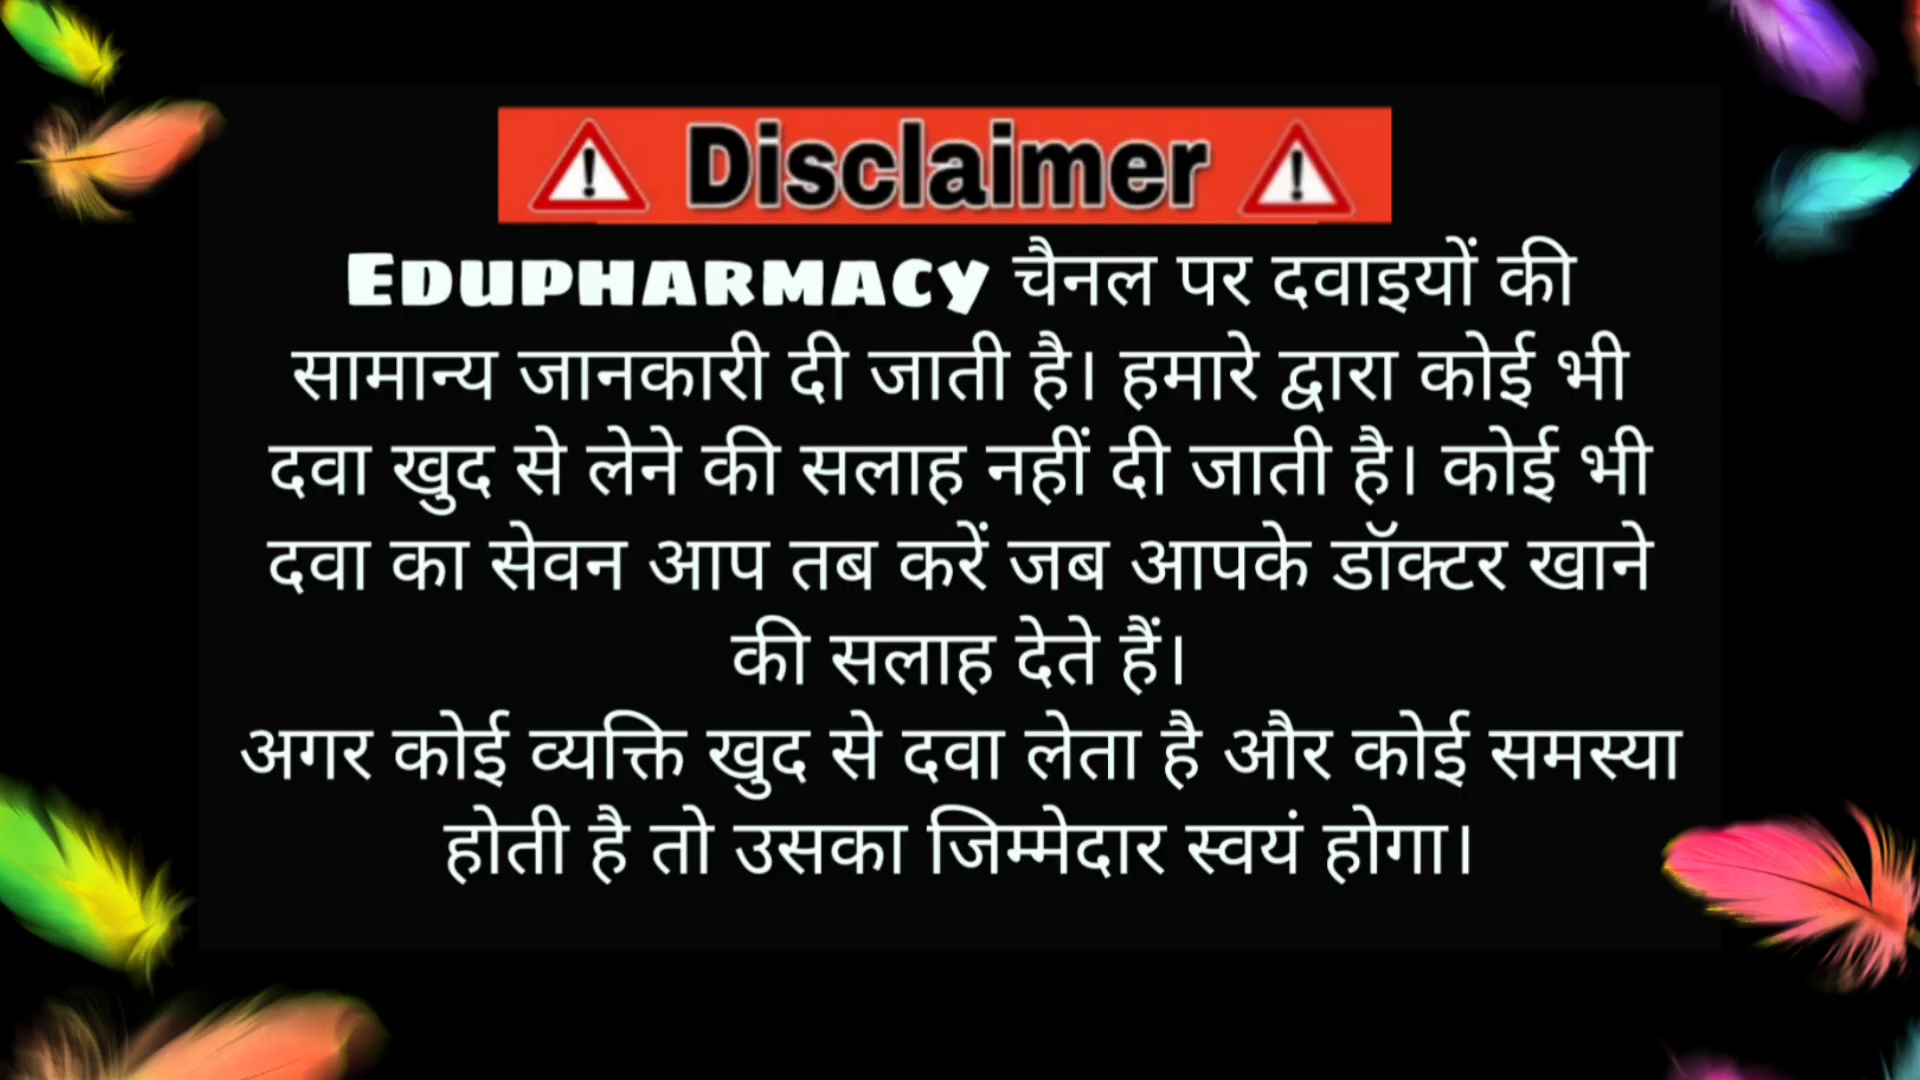 Disclaimer
Edupharmacy चैनल पर दवाइयों की
सामान्य जानकारी दी जाती है। हमारे द्वारा कोई भी
दवा खुद से लेने की सलाह नहीं दी जाती है। कोई भी
दवा का सेवन आप तब करें जब आपके डॉक्टर खाने
की सलाह देते हैं।
अगर कोई व्यक्ति खुद से दवा लेता है और कोई समस्या
होती है तो उसका जिम्मेदार स्वयं होगा।